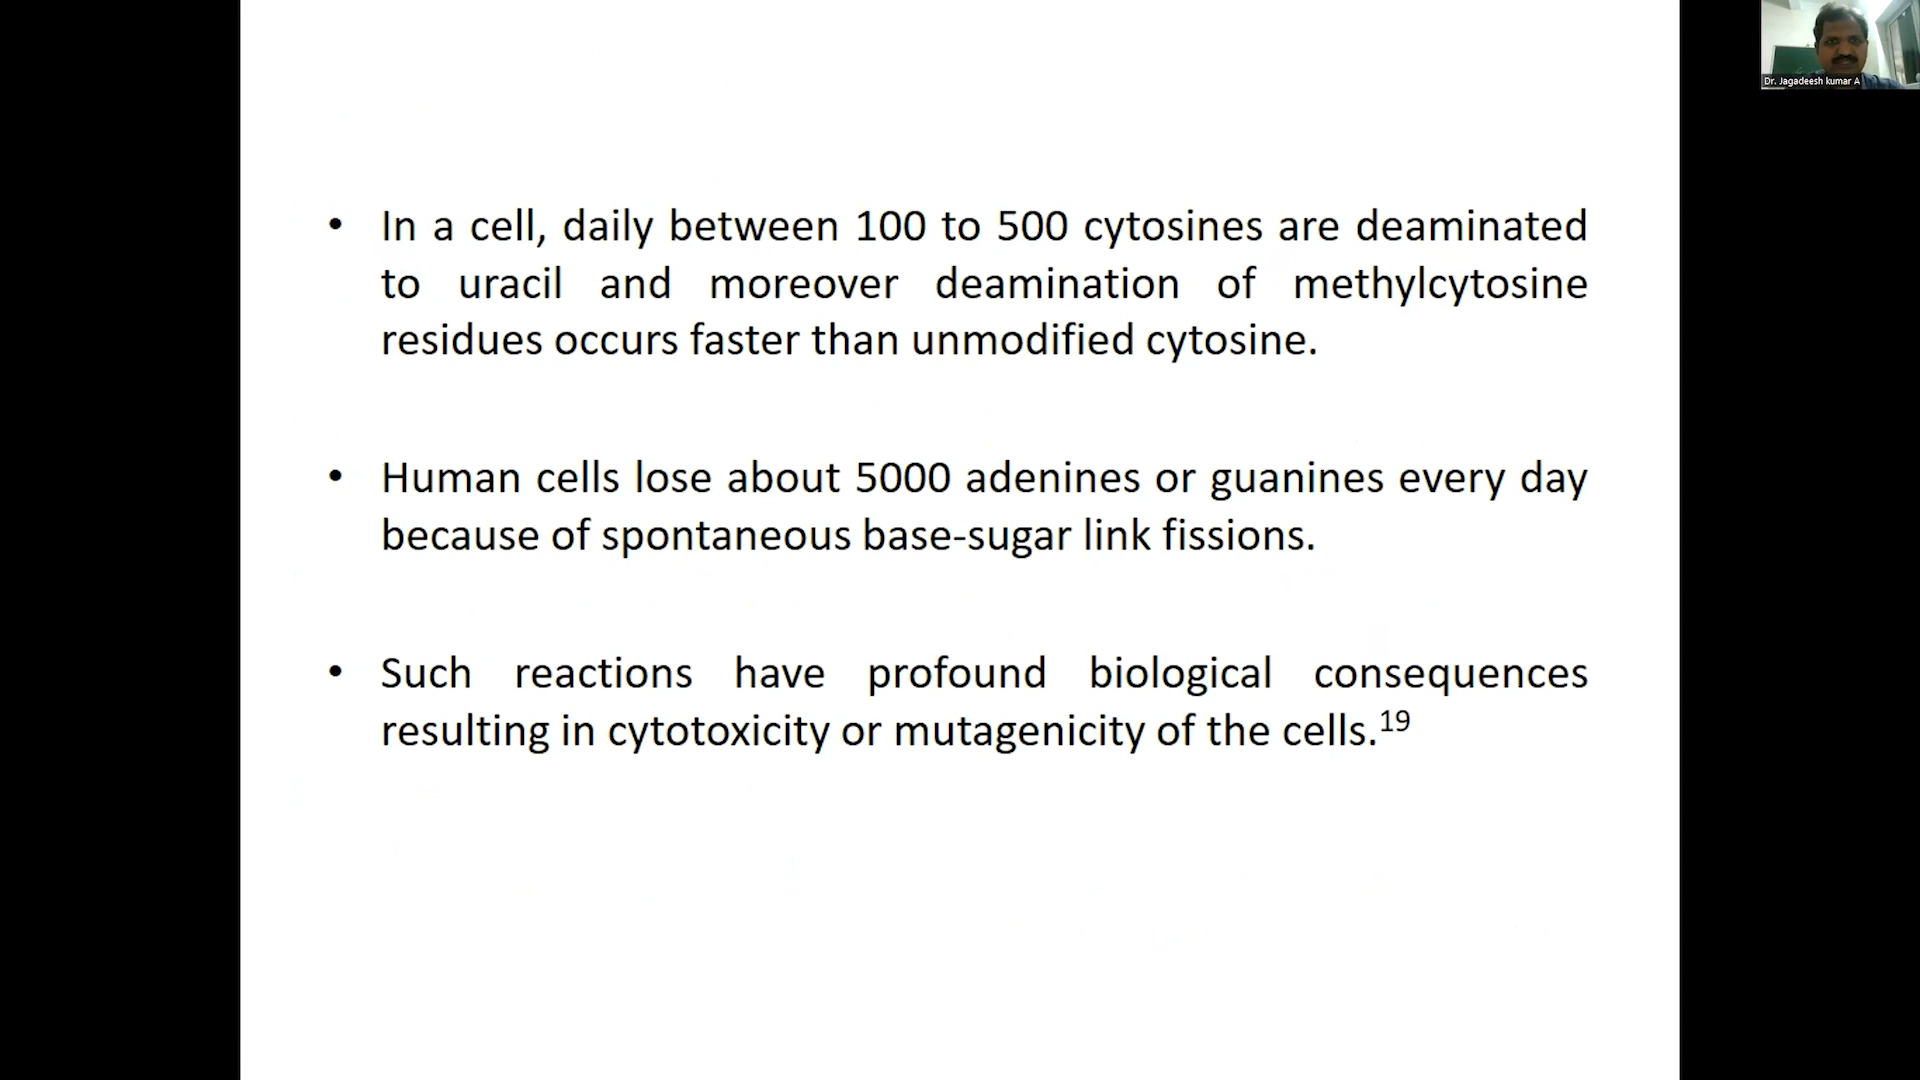 Dr. Jagadeesh kumar A
• In a cell, daily between 100 to 500 cytosines are deaminated
to uracil and moreover deamination of methylcytosine
residues occurs faster than unmodified cytosine.
• Human cells lose about 5000 adenines or guanines every day
because of spontaneous base-sugar link fissions.
• Such reactions have profound biological consequences
resulting in cytotoxicity or mutagenicity of the cells.¹⁹